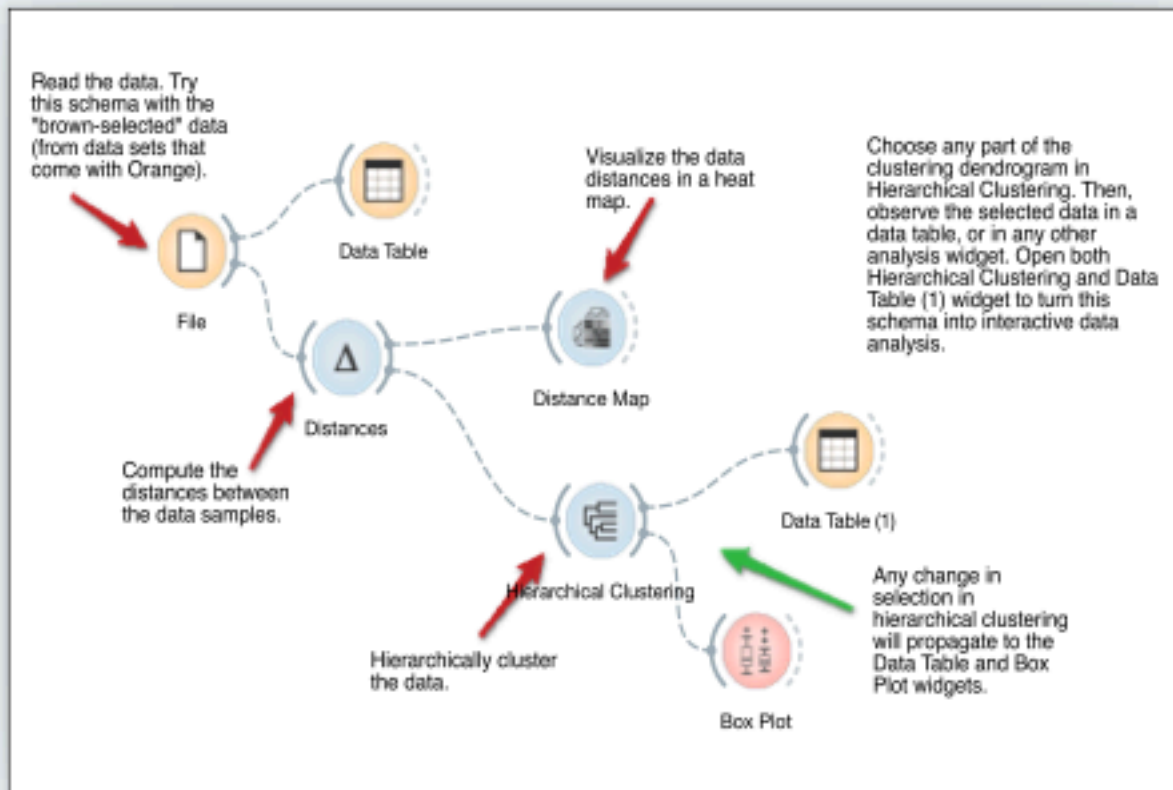 Read the data. Try
this schema with the
"brown-selected" data
(from data sets that
come with Orange).
Data Table
File
Visualize the data
distances in a heat
map.
Choose any part of the
clustering dendrogram in
Hierarchical Clustering. Then,
observe the selected data in a
data table, or in any other
analysis widget. Open both
Hierarchical Clustering and Data
Table (1) widget to turn this
schema into interactive data
analysis.
Δ
Distances
Distance Map
Compute the
distances between
the data samples.
Data Table (1)
Hierarchical Clustering
Any change in
selection in
hierarchical clustering
will propagate to the
Data Table and Box
Plot widgets.
Hierarchically cluster
the data.
Box Plot